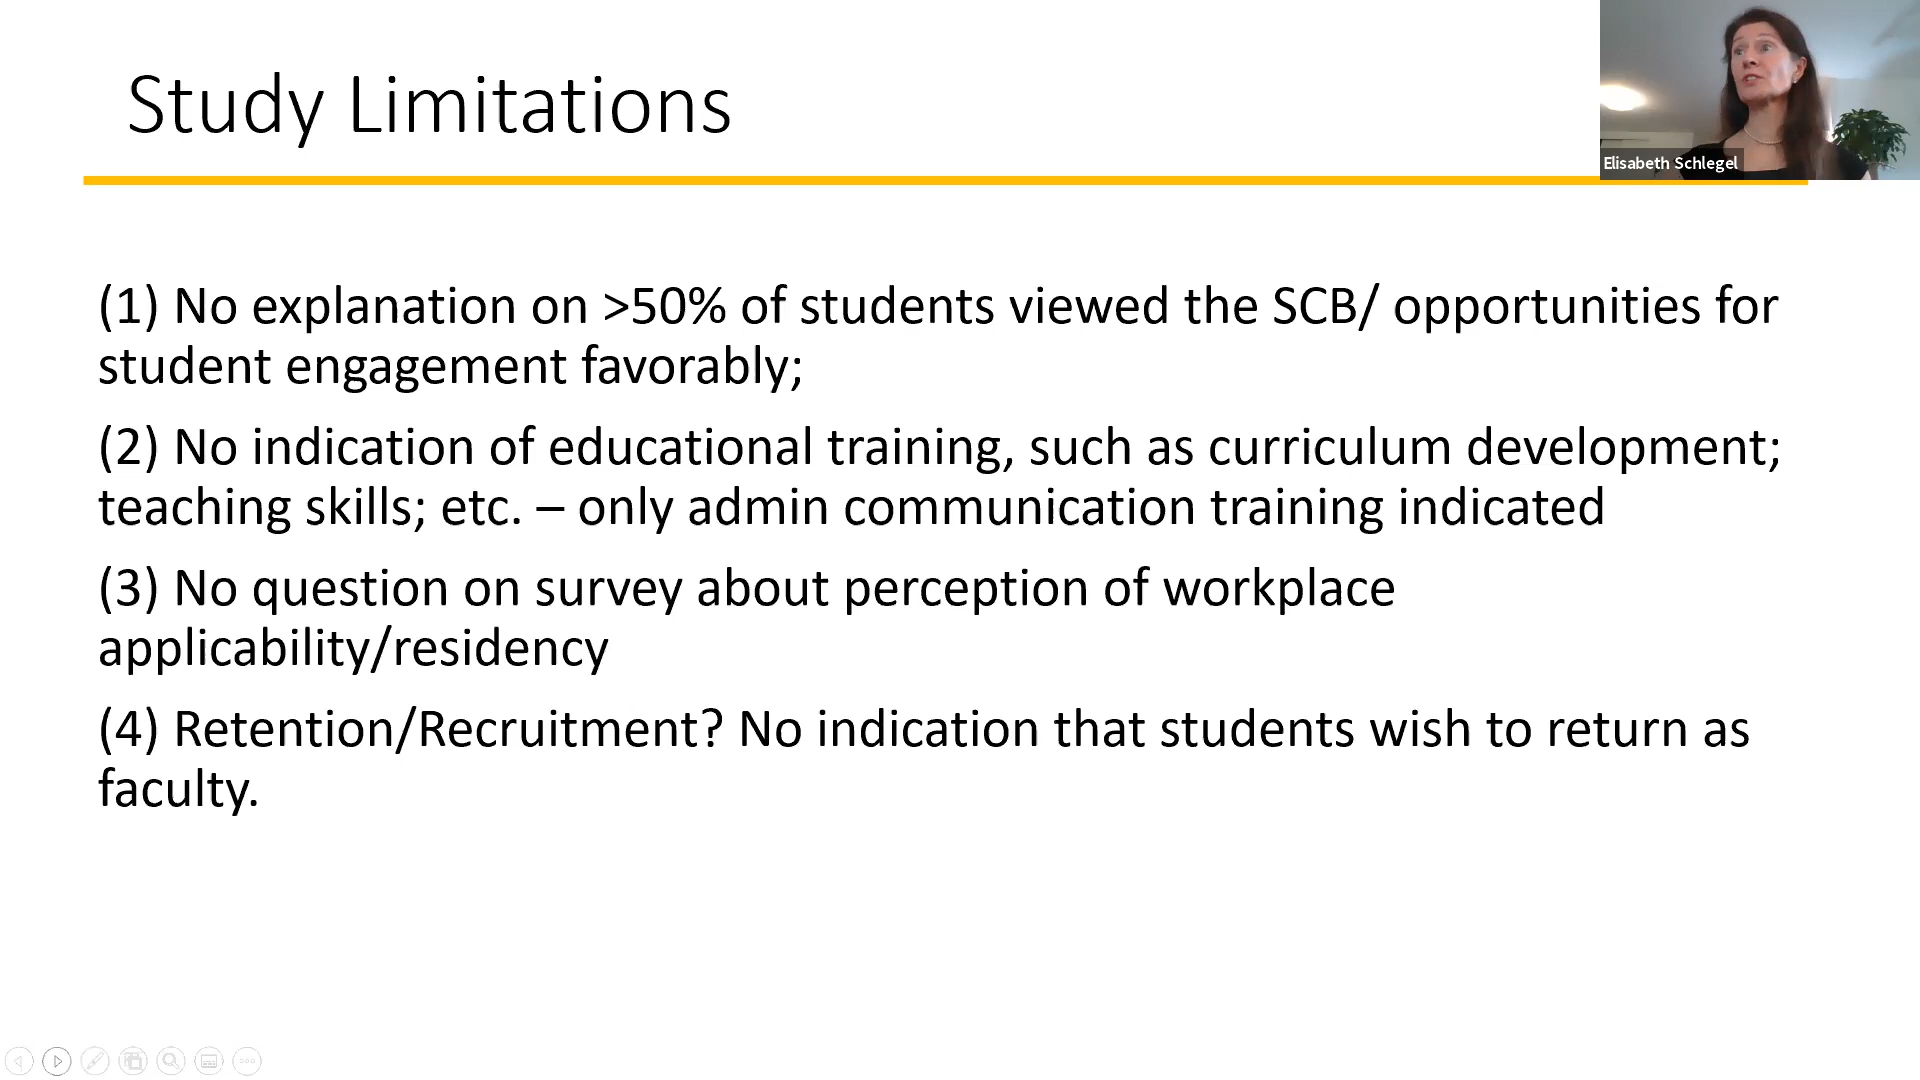 Study Limitations
Elisabeth Schlegel
(1) No explanation on >50% of students viewed the SCB/ opportunities for
student engagement favorably;
(2) No indication of educational training, such as curriculum development;
teaching skills; etc. – only admin communication training indicated
(3) No question on survey about perception of workplace
applicability/residency
(4) Retention/Recruitment? No indication that students wish to return as
faculty.